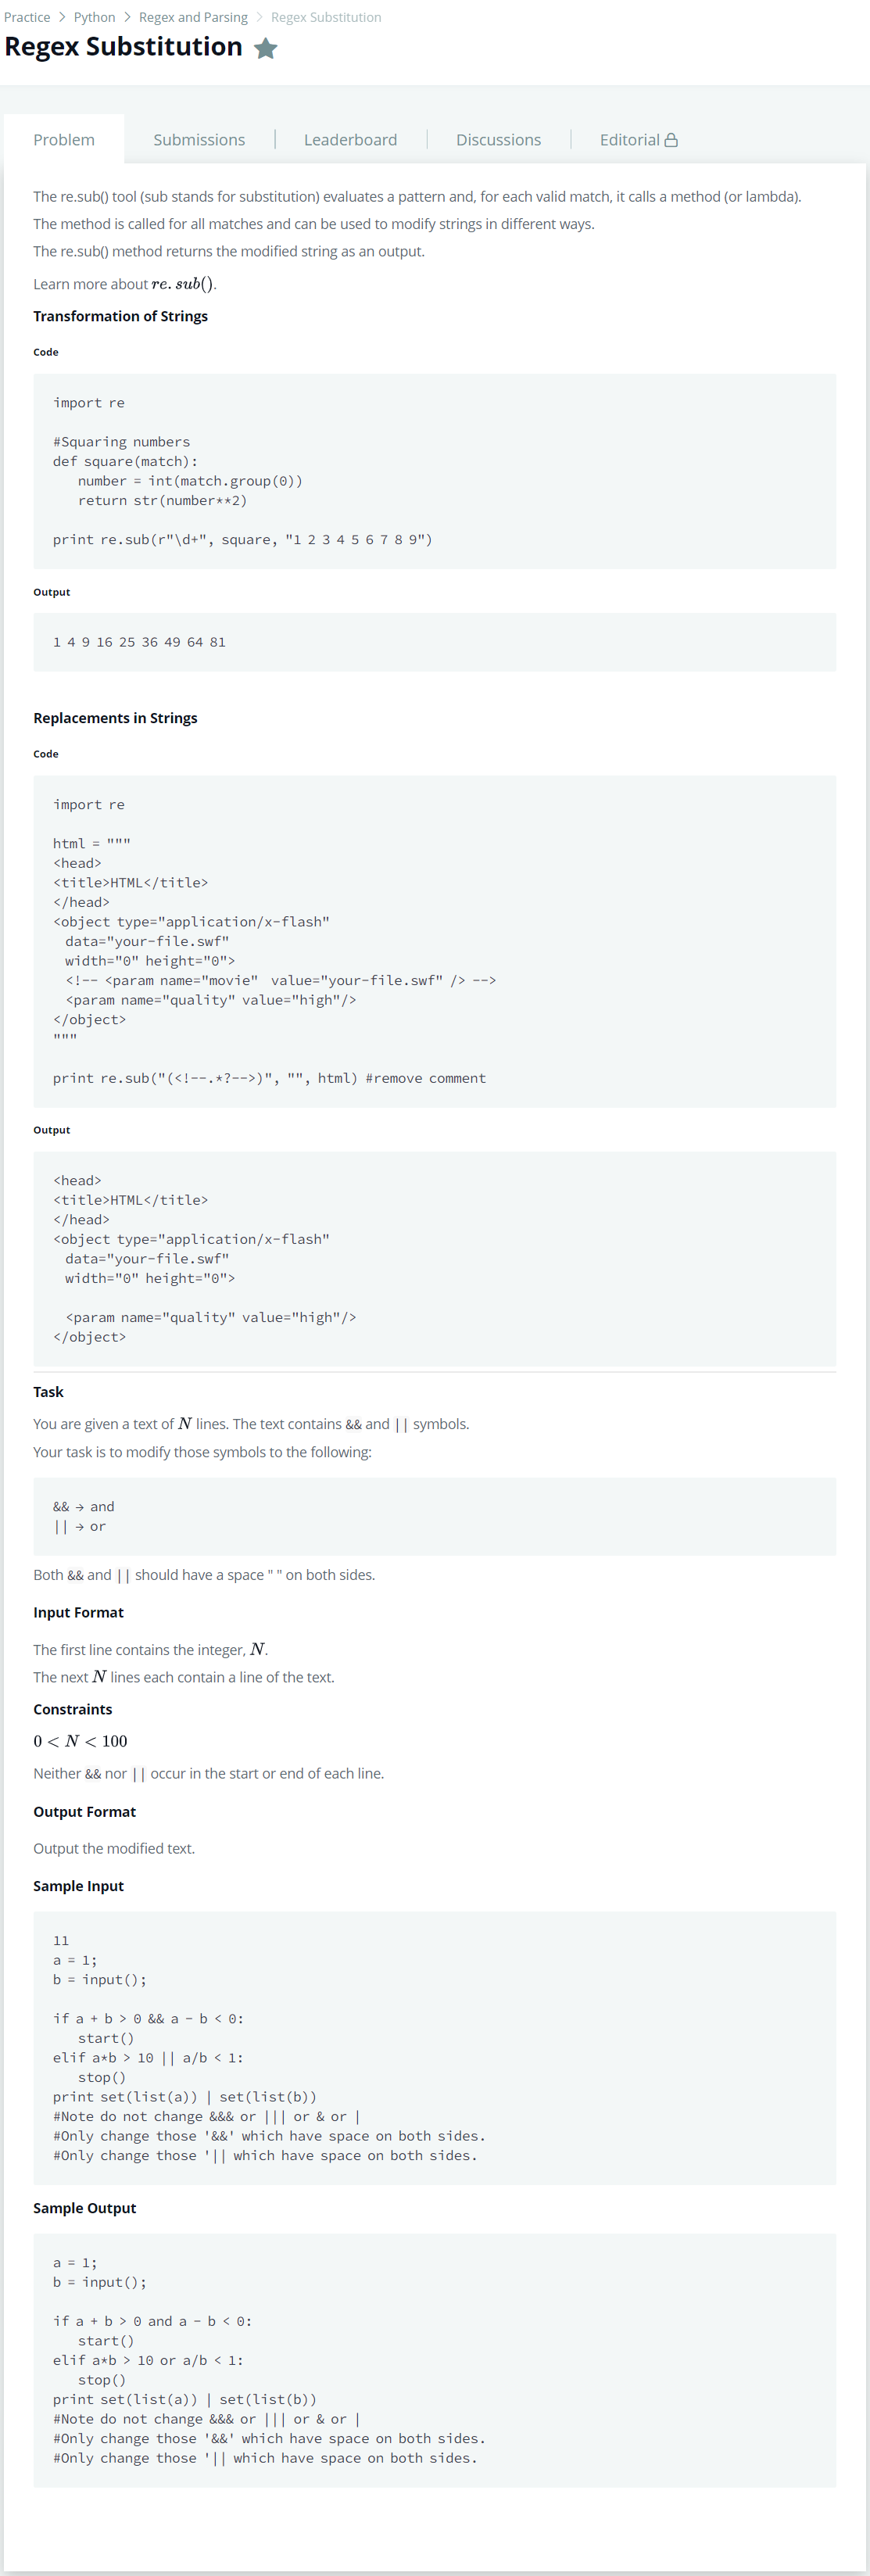 Practice > Python > Regex and Parsing > Regex Substitution
Regex Substitution
Problem
Submissions
Leaderboard
Discussions
Editorial
The re.sub() tool (sub stands for substitution) evaluates a pattern and, for each valid match, it calls a method (or lambda).
The method is called for all matches and can be used to modify strings in different ways.
The re.sub() method returns the modified string as an output.
Learn more about re.sub().
Transformation of Strings
Code
import re
#Squaring numbers
def square(match):
    number = int(match.group(0))
    return str(number**2)
print re.sub(r"\d+", square, "1 2 3 4 5 6 7 8 9")
Output
1 4 9 16 25 36 49 64 81
Replacements in Strings
Code
import re
html = """
<head>
<title>HTML</title>
</head>
<object type="application/x-flash"
  data="your-file.swf"
  width="0" height="0">
  <!-- <param name="movie"  value="your-file.swf" /> -->
  <param name="quality" value="high"/>
</object>
"""
print re.sub("(<!--.*?-->)", "", html) #remove comment
Output
<head>
<title>HTML</title>
</head>
<object type="application/x-flash"
  data="your-file.swf"
  width="0" height="0">
  <param name="quality" value="high"/>
</object>
Task
You are given a text of N lines. The text contains && and || symbols.
Your task is to modify those symbols to the following:
&& → and
|| → or
Both && and || should have a space " " on both sides.
Input Format
The first line contains the integer, N.
The next N lines each contain a line of the text.
Constraints
0 < N < 100
Neither && nor || occur in the start or end of each line.
Output Format
Output the modified text.
Sample Input
11
a = 1;
b = input();
if a + b > 0 && a - b < 0:
    start()
elif a*b > 10 || a/b < 1:
    stop()
print set(list(a)) | set(list(b))
#Note do not change &&& or ||| or & or |
#Only change those '&&' which have space on both sides.
#Only change those '|| which have space on both sides.
Sample Output
a = 1;
b = input();
if a + b > 0 and a - b < 0:
    start()
elif a*b > 10 or a/b < 1:
    stop()
print set(list(a)) | set(list(b))
#Note do not change &&& or ||| or & or |
#Only change those '&&' which have space on both sides.
#Only change those '|| which have space on both sides.